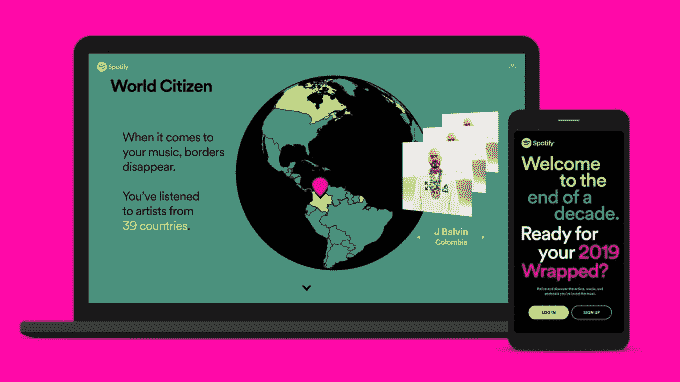 Spotify
World Citizen
When it comes to
your music, borders
disappear.
You've listened
to artists from
39 countries.
J Balvin
Colombia
Spotify
Welcome
to the
end of a
decade.
Ready for
your 2019
Wrapped?
LOG IN
SIGN UP